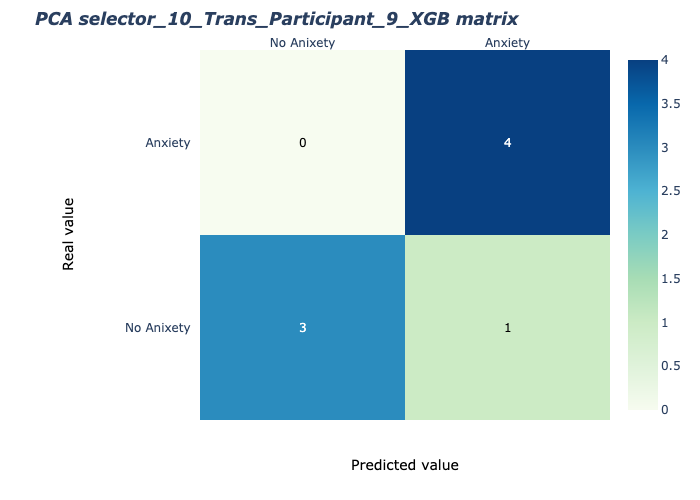 PCA selector_10_Trans_Participant_9_XGB matrix
No Anixety
Anxiety
4
3.5
3
2.5
2
1.5
1
0.5
0
Anxiety
0
4
Real value
No Anixety
3
1
Predicted value